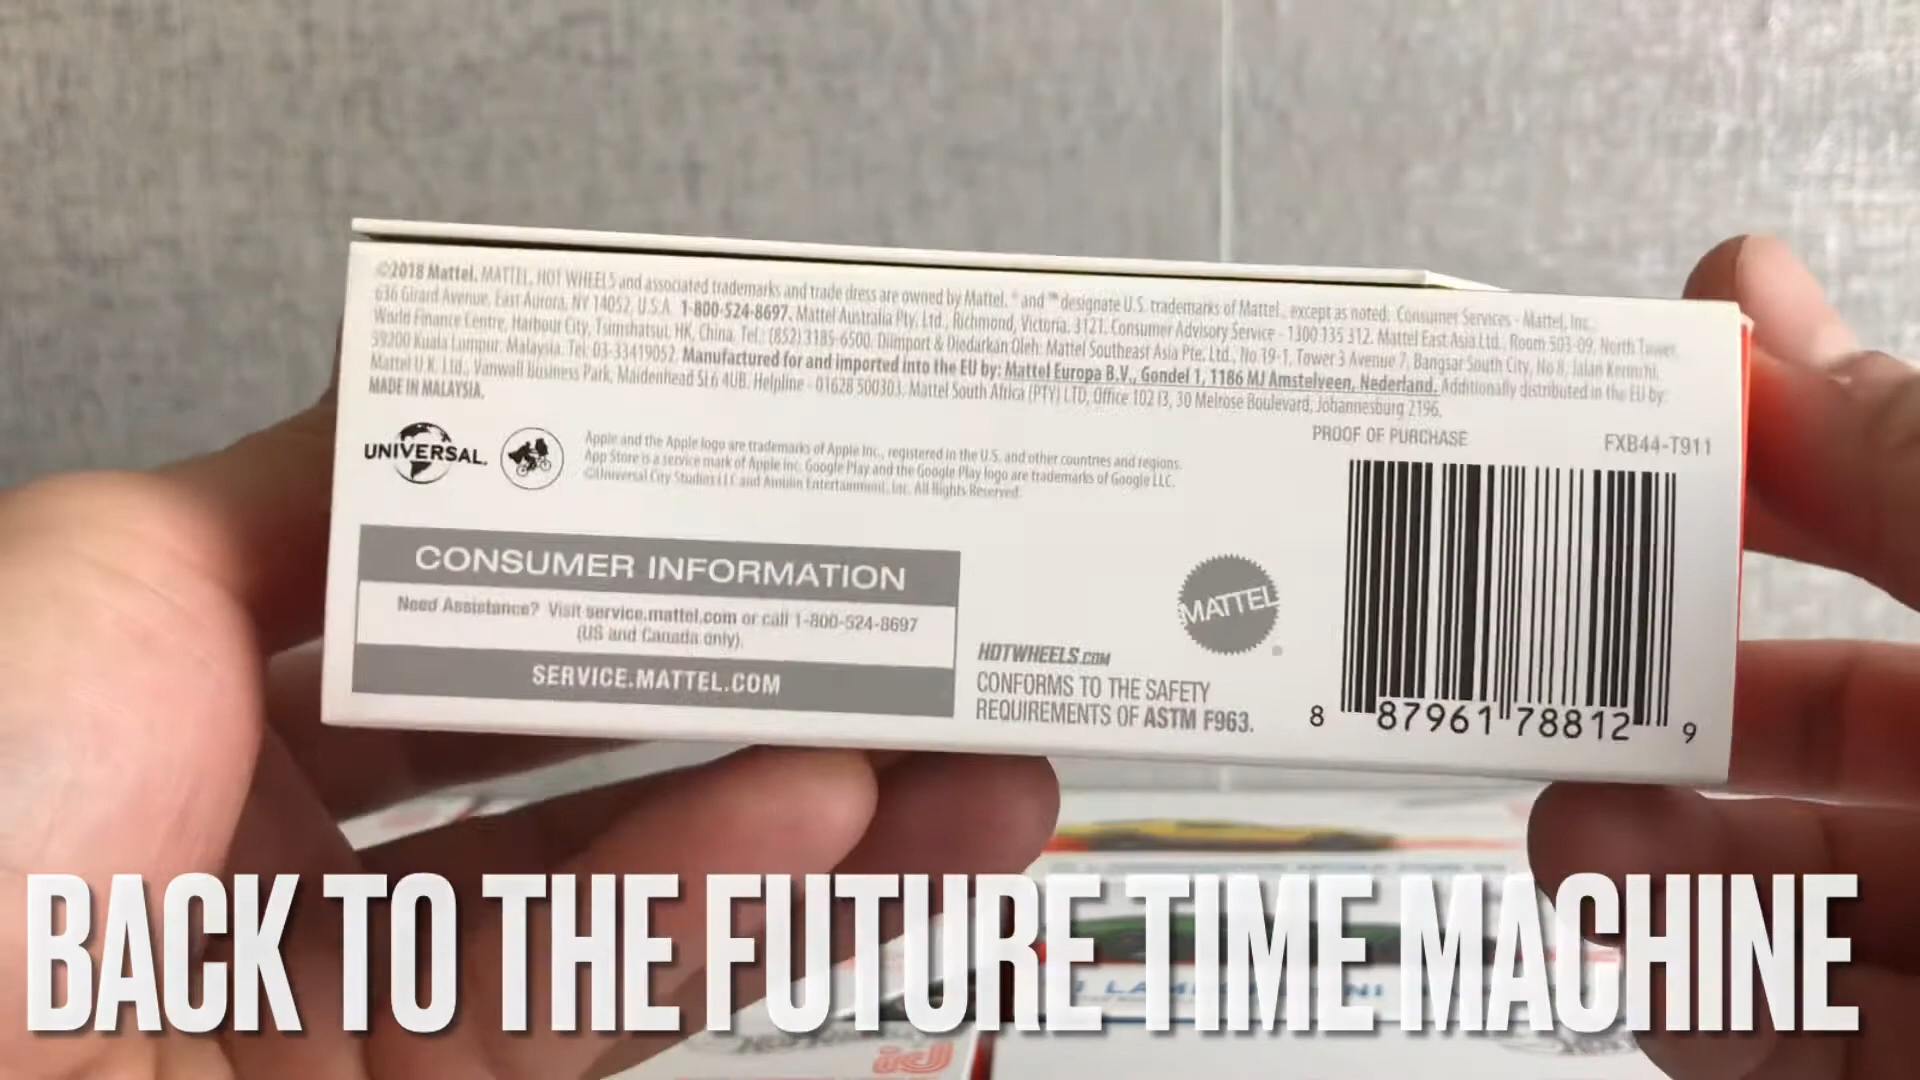 ©2018 Mattel. MATTEL, HOT WHEELS and associated trademarks and trade dress are owned by Mattel. ® and ™ designate U.S. trademarks of Mattel, except as noted. Consumer Services - Mattel, Inc.,
636 Girard Avenue, East Aurora, NY 14052, U.S.A. 1-800-524-8697. Mattel Australia Pty. Ltd., Richmond, Victoria. 3121. Consumer Advisory Service - 1300 135 312. Mattel East Asia Ltd., Room 503-09, North Tower,
World Finance Centre, Harbour City, Tsimshatsui, HK, China. Tel.: (852) 3185-6500. Diimport & Diedarkan Oleh: Mattel Southeast Asia Pte. Ltd., No 19-1, Tower 3 Avenue 7, Bangsar South City, No 8, Jalan Kerinchi,
59200 Kuala Lumpur, Malaysia. Tel: 03-33419052. Manufactured for and imported into the EU by: Mattel Europa B.V., Gondel 1, 1186 MJ Amstelveen, Nederland. Additionally distributed in the EU by:
Mattel U.K. Ltd., Vanwall Business Park, Maidenhead SL6 4UB. Helpline - 01628 500303. Mattel South Africa (PTY) LTD, Office 102 I3, 30 Melrose Boulevard, Johannesburg 2196.
MADE IN MALAYSIA.
PROOF OF PURCHASE
FXB44-T911
UNIVERSAL.
Apple and the Apple logo are trademarks of Apple Inc., registered in the U.S. and other countries and regions.
App Store is a service mark of Apple Inc. Google Play and the Google Play logo are trademarks of Google LLC.
©Universal City Studios LLC and Amblin Entertainment, Inc. All Rights Reserved.
CONSUMER INFORMATION
Need Assistance? Visit service.mattel.com or call 1-800-524-8697
(US and Canada only).
SERVICE.MATTEL.COM
MATTEL
HOTWHEELS.COM
CONFORMS TO THE SAFETY
REQUIREMENTS OF ASTM F963.
8 87961 78812 9
BACK TO THE FUTURE TIME MACHINE
id